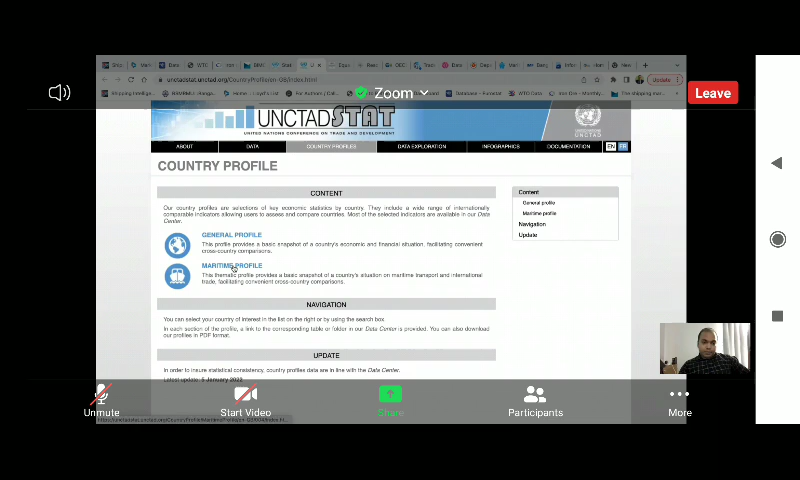 unctadstat.unctad.org/CountryProfile/en-GB/index.html
Update
Zoom
Leave
UNCTADSTAT
UNITED NATIONS CONFERENCE ON TRADE AND DEVELOPMENT
UNCTAD
ABOUT DATA COUNTRY PROFILES DATA EXPLORATION INFOGRAPHICS DOCUMENTATION EN FR
COUNTRY PROFILE
CONTENT
Our country profiles are selections of key economic statistics by country. They include a wide range of internationally
comparable indicators allowing users to assess and compare countries. Most of the selected indicators are available in our Data
Center.
GENERAL PROFILE
This profile provides a basic snapshot of a country's economic and financial situation, facilitating convenient
cross-country comparisons.
MARITIME PROFILE
This thematic profile provides a basic snapshot of a country's situation on maritime transport and international
trade, facilitating convenient cross-country comparisons.
NAVIGATION
You can select your country of interest in the list on the right or by using the search box.
In each section of the profile, a link to the corresponding table or folder in our Data Center is provided. You can also download
our profiles in PDF format.
UPDATE
In order to insure statistical consistency, country profiles data are in line with the Data Center.
Latest update: 5 January 2022
Content
General profile
Maritime profile
Navigation
Update
Unmute
Start Video
Share
Participants
More